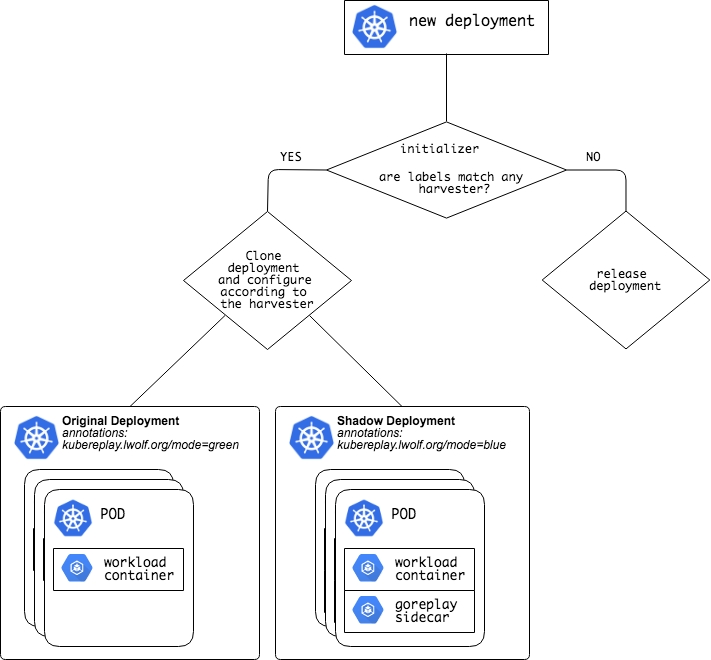 new deployment
initializer
are labels match any
harvester?
YES
NO
Clone
deployment
and configure
according to
the harvester
release
deployment
Original Deployment
annotations:
kubereplay.lwolf.org/mode=green
POD
workload
container
Shadow Deployment
annotations:
kubereplay.lwolf.org/mode=blue
POD
workload
container
goreplay
sidecar